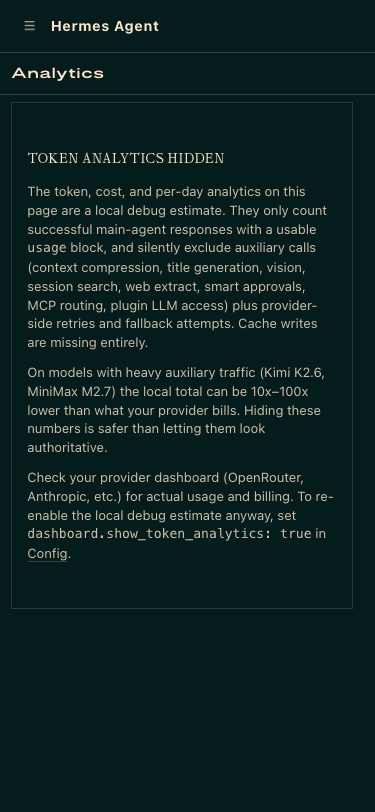 Hermes Agent
Analytics
TOKEN ANALYTICS HIDDEN
The token, cost, and per-day analytics on this
page are a local debug estimate. They only count
successful main-agent responses with a usable
usage block, and silently exclude auxiliary calls
(context compression, title generation, vision,
session search, web extract, smart approvals,
MCP routing, plugin LLM access) plus provider-
side retries and fallback attempts. Cache writes
are missing entirely.
On models with heavy auxiliary traffic (Kimi K2.6,
MiniMax M2.7) the local total can be 10x–100x
lower than what your provider bills. Hiding these
numbers is safer than letting them look
authoritative.
Check your provider dashboard (OpenRouter,
Anthropic, etc.) for actual usage and billing. To re-
enable the local debug estimate anyway, set
dashboard.show_token_analytics: true in
Config.